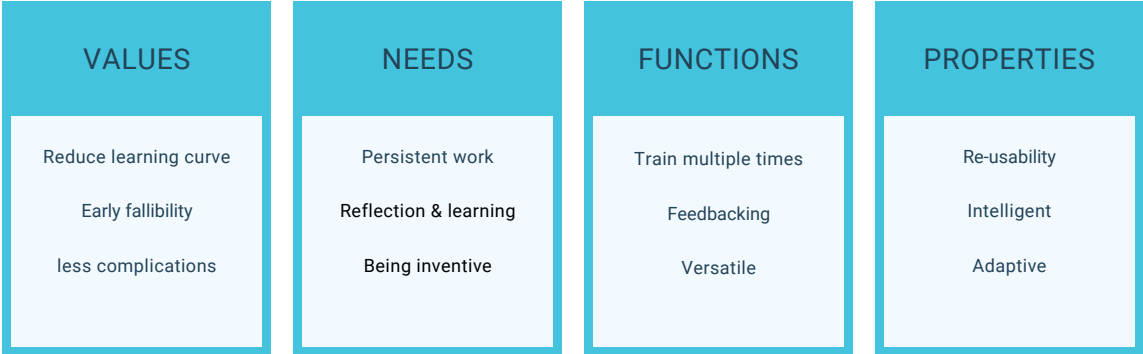 VALUES
Reduce learning curve
Early fallibility
less complications
NEEDS
Persistent work
Reflection & learning
Being inventive
FUNCTIONS
Train multiple times
Feedbacking
Versatile
PROPERTIES
Re-usability
Intelligent
Adaptive